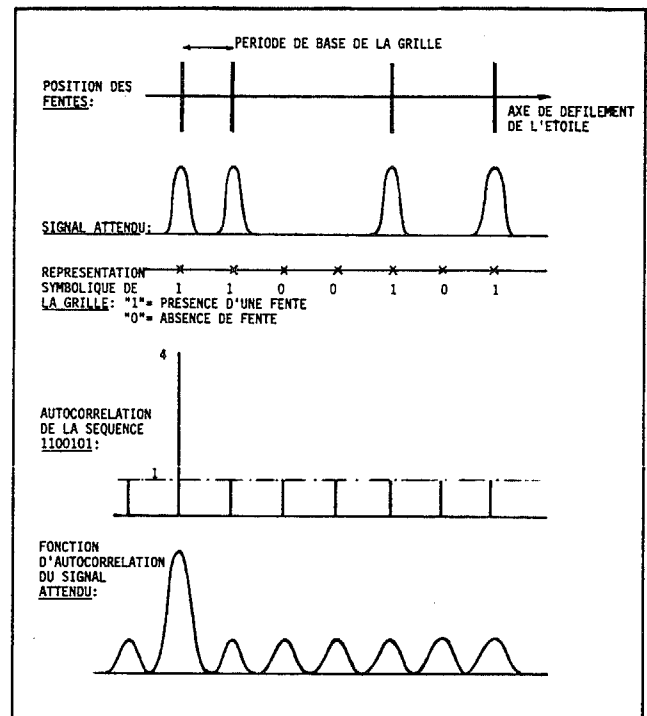 PERIODE DE BASE DE LA GRILLE
POSITION DES
FENTES:
AXE DE DEFILEMENT
DE L'ETOILE
SIGNAL ATTENDU:
REPRESENTATION
SYMBOLIQUE DE 1 1 0 0 1 0 1
LA GRILLE: "1"= PRESENCE D'UNE FENTE
"0"= ABSENCE DE FENTE
4
AUTOCORRELATION
DE LA SEQUENCE
1100101:
1
FONCTION
D'AUTOCORRELATION
DU SIGNAL
ATTENDU: